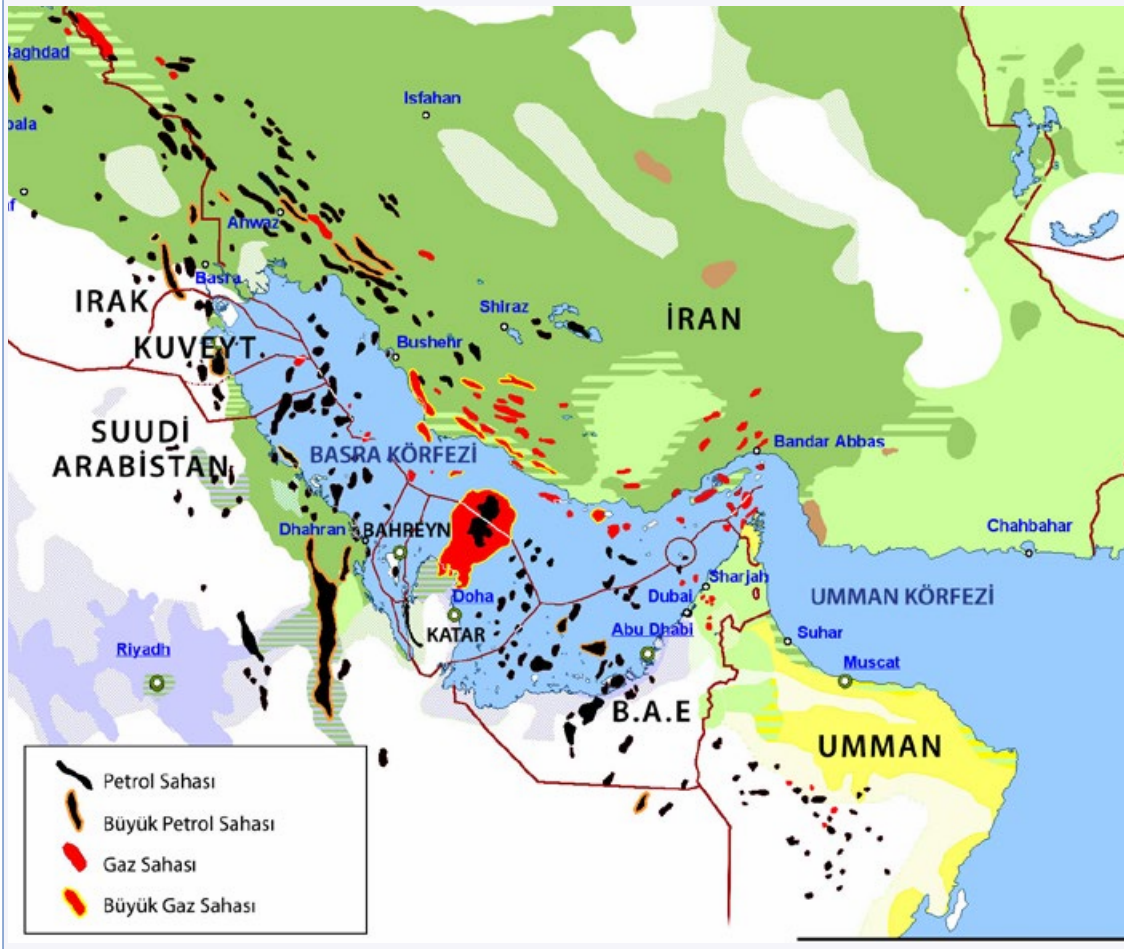 Baghdad
Isfahan
Ahwaz
Basra
IRAK
KUVEYT
Shiraz
İRAN
Bushehr
SUUDİ
ARABİSTAN
BASRA KÖRFEZİ
Bandar Abbas
Dhahran
BAHREYN
Chahbahar
Doha
Dubai
Sharjah
UMMAN KÖRFEZİ
KATAR
Abu Dhabi
Suhar
Riyadh
Muscat
B.A.E
UMMAN
Petrol Sahası
Büyük Petrol Sahası
Gaz Sahası
Büyük Gaz Sahası